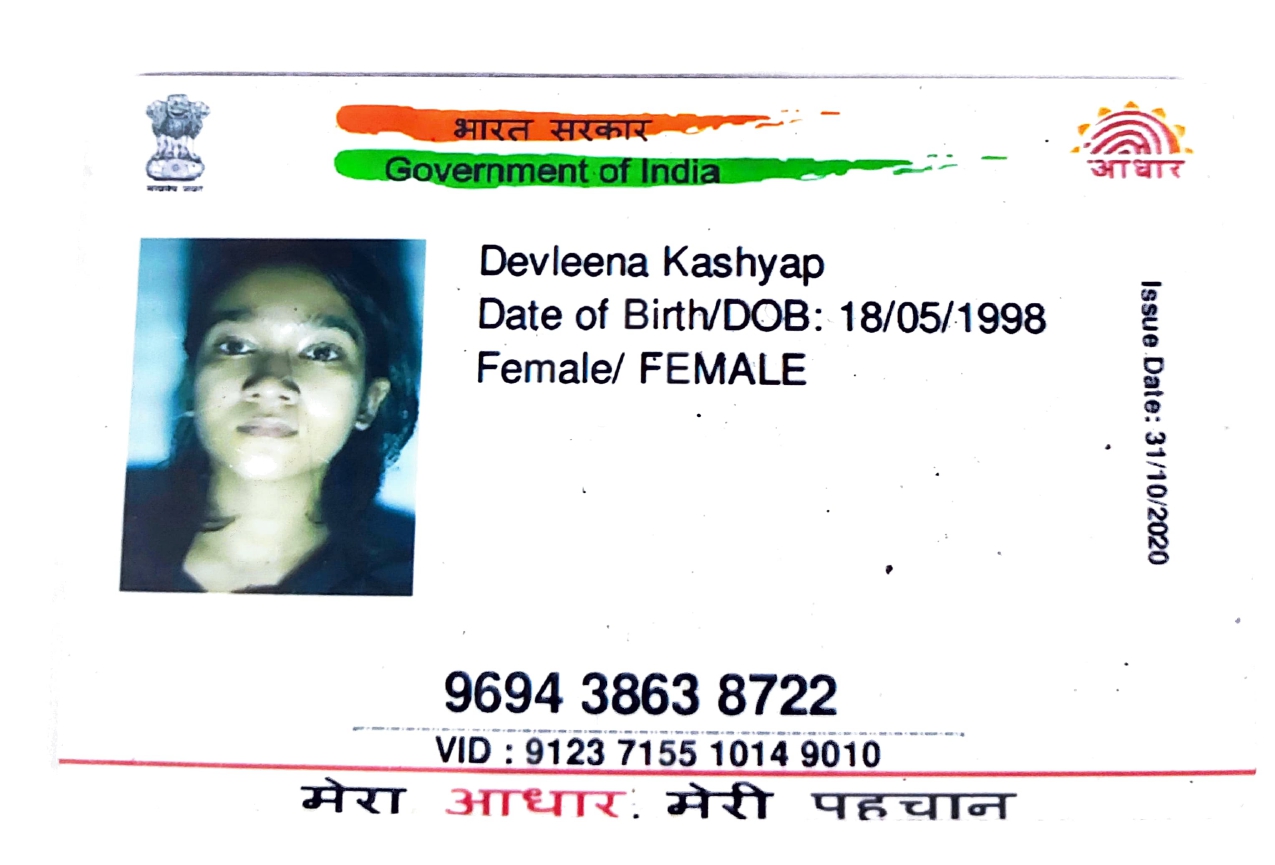 भारत सरकार
Government of India
आधार
Devleena Kashyap
Date of Birth/DOB: 18/05/1998
Female/ FEMALE
Issue Date: 31/10/2020
9694 3863 8722
VID : 9123 7155 1014 9010
मेरा आधार, मेरी पहचान